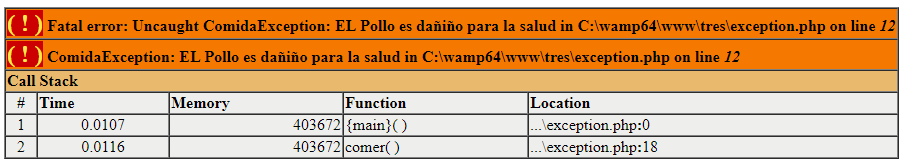 ( ! ) Fatal error: Uncaught ComidaException: EL Pollo es dañiño para la salud in C:\wamp64\www\tres\exception.php on line 12
( ! ) ComidaException: EL Pollo es dañiño para la salud in C:\wamp64\www\tres\exception.php on line 12
Call Stack
# Time Memory Function Location
1 0.0107 403672 {main}( ) ...\exception.php:0
2 0.0116 403672 comer( ) ...\exception.php:18